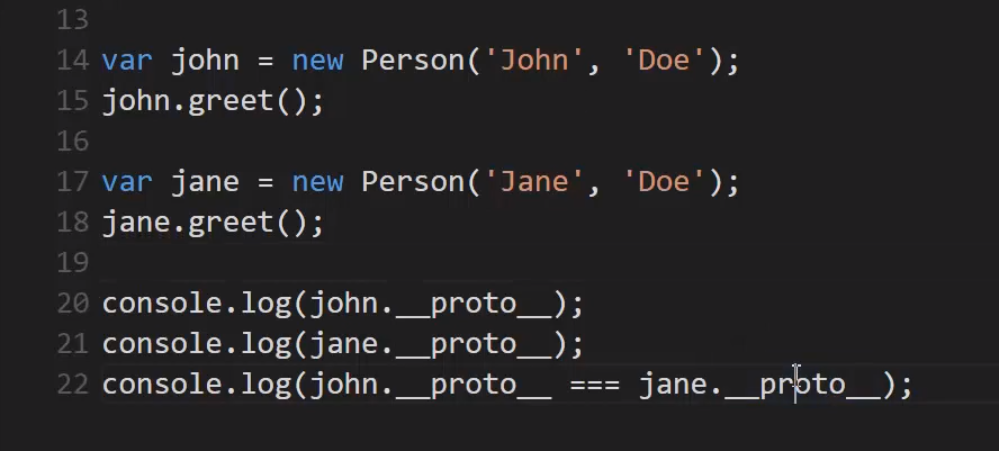 13
14 var john = new Person('John', 'Doe');
15 john.greet();
16
17 var jane = new Person('Jane', 'Doe');
18 jane.greet();
19
20 console.log(john.__proto__);
21 console.log(jane.__proto__);
22 console.log(john.__proto__ === jane.__proto__);